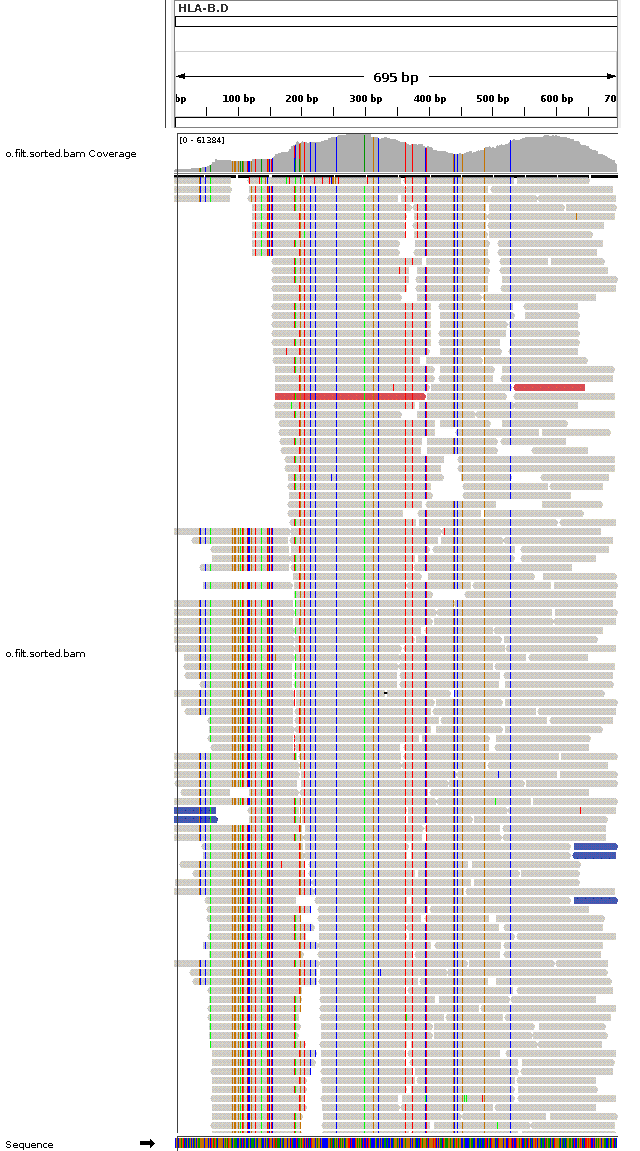 HLA-B.D
695 bp
bp 100 bp 200 bp 300 bp 400 bp 500 bp 600 bp 70
[0 - 61384]
o.filt.sorted.bam Coverage
o.filt.sorted.bam
Sequence